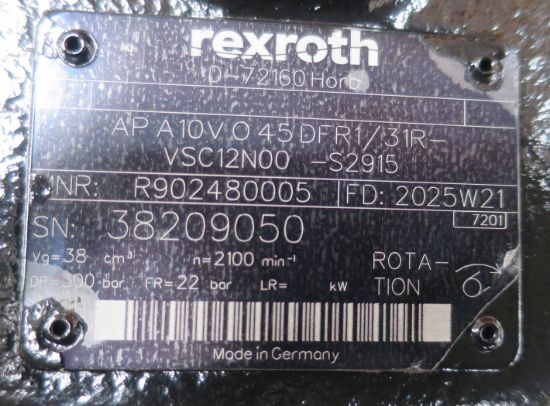 rexroth
D-72160 Horb
AP A10V O 45 DFR1/31R-
VSC12N00 -S2915
MNR: R902480005 FD: 2025W21
7201
SN: 38209050
Vg=38 cm³ n=2100 min⁻¹
DR=300 bar FR=22 bar LR= kW
ROTA-
TION
Made in Germany